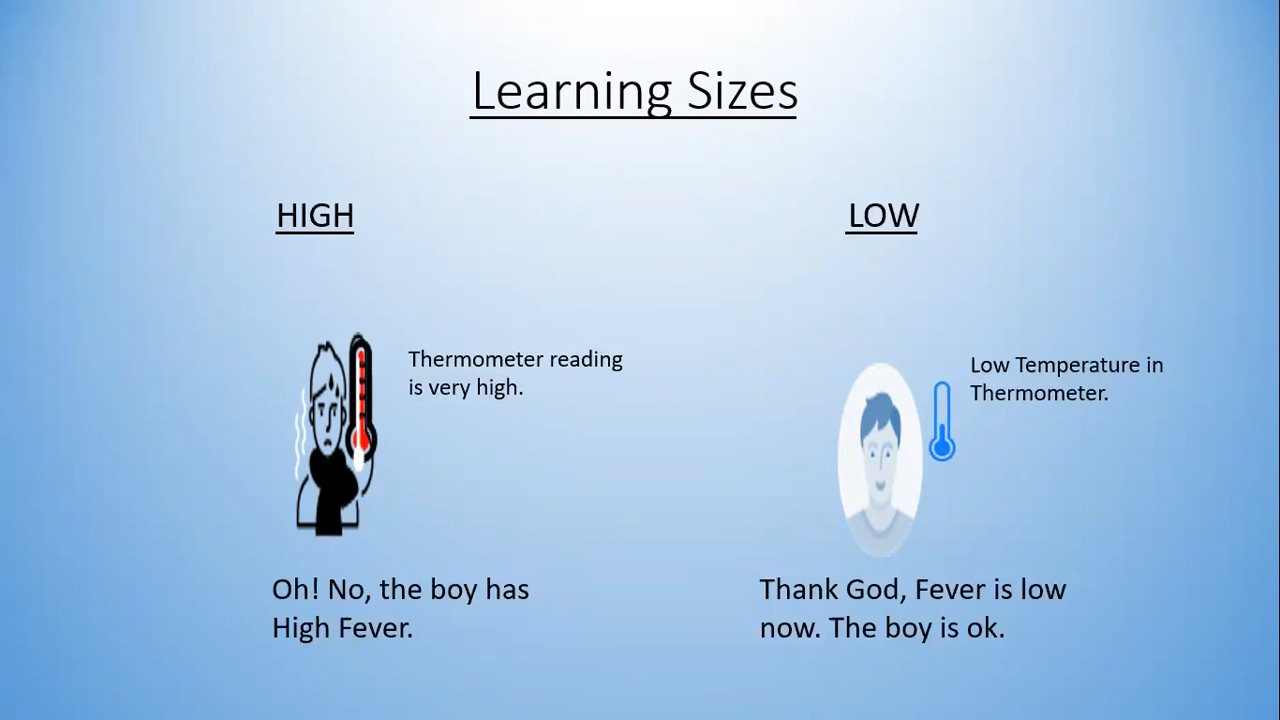 Learning Sizes
HIGH
Thermometer reading
is very high.
Oh! No, the boy has
High Fever.
LOW
Low Temperature in
Thermometer.
Thank God, Fever is low
now. The boy is ok.